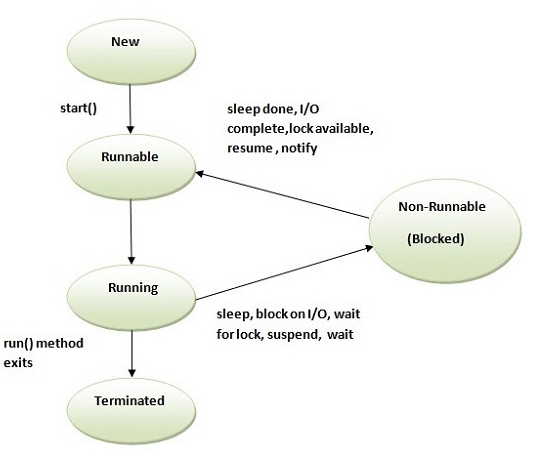 New
start()
sleep done, I/O
complete,lock available,
resume , notify
Runnable
Non-Runnable
(Blocked)
Running
sleep, block on I/O, wait
for lock, suspend, wait
run() method
exits
Terminated